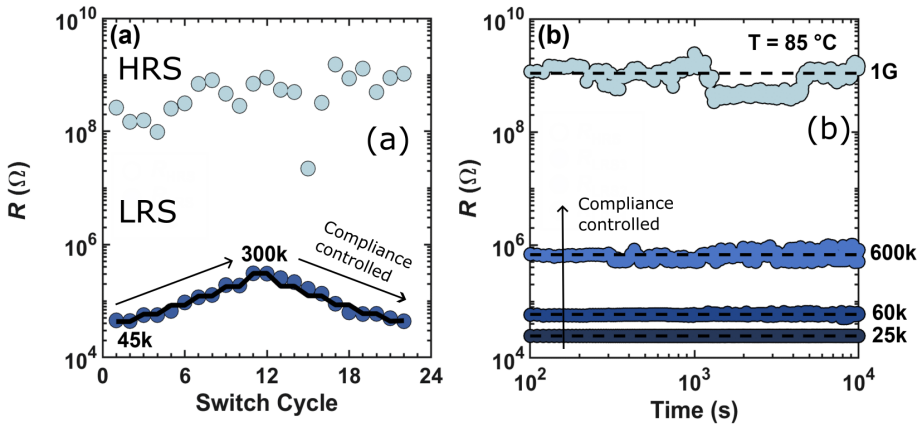 (a)
10^10
HRS
10^8
(a)
R (Ω)
LRS
10^6
300k
Compliance
controlled
45k
10^4
0 6 12 18 24
Switch Cycle
(b)
10^10
T = 85 °C
1G
10^8
(b)
R (Ω)
Compliance
controlled
10^6
600k
60k
25k
10^4
10^2 10^3 10^4
Time (s)